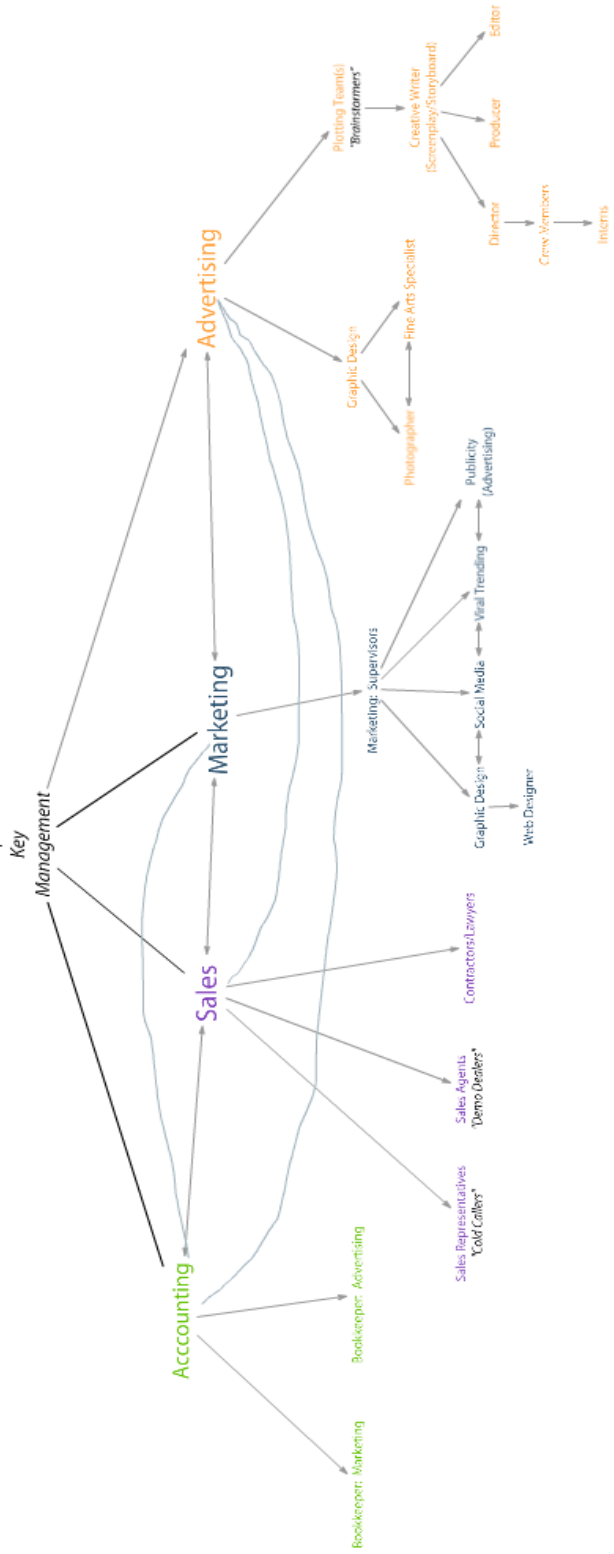 Key
Management
Acccounting
Sales
Marketing
Advertising
Bookkeeper: Marketing
Bookkeeper: Advertising
Sales Representatives
"Cold Callers"
Sales Agents
"Demo Dealers"
Contractors/Lawyers
Marketing: Supervisors
Graphic Design
Social Media
Viral Trending
Publicity
(Advertising)
Web Designer
Graphic Design
Photographer
Fine Arts Specialist
Plotting Team(s)
"Brainstormers"
Creative Writer
(Screenplay/Storyboard)
Director
Producer
Editor
Crew Members
Interns